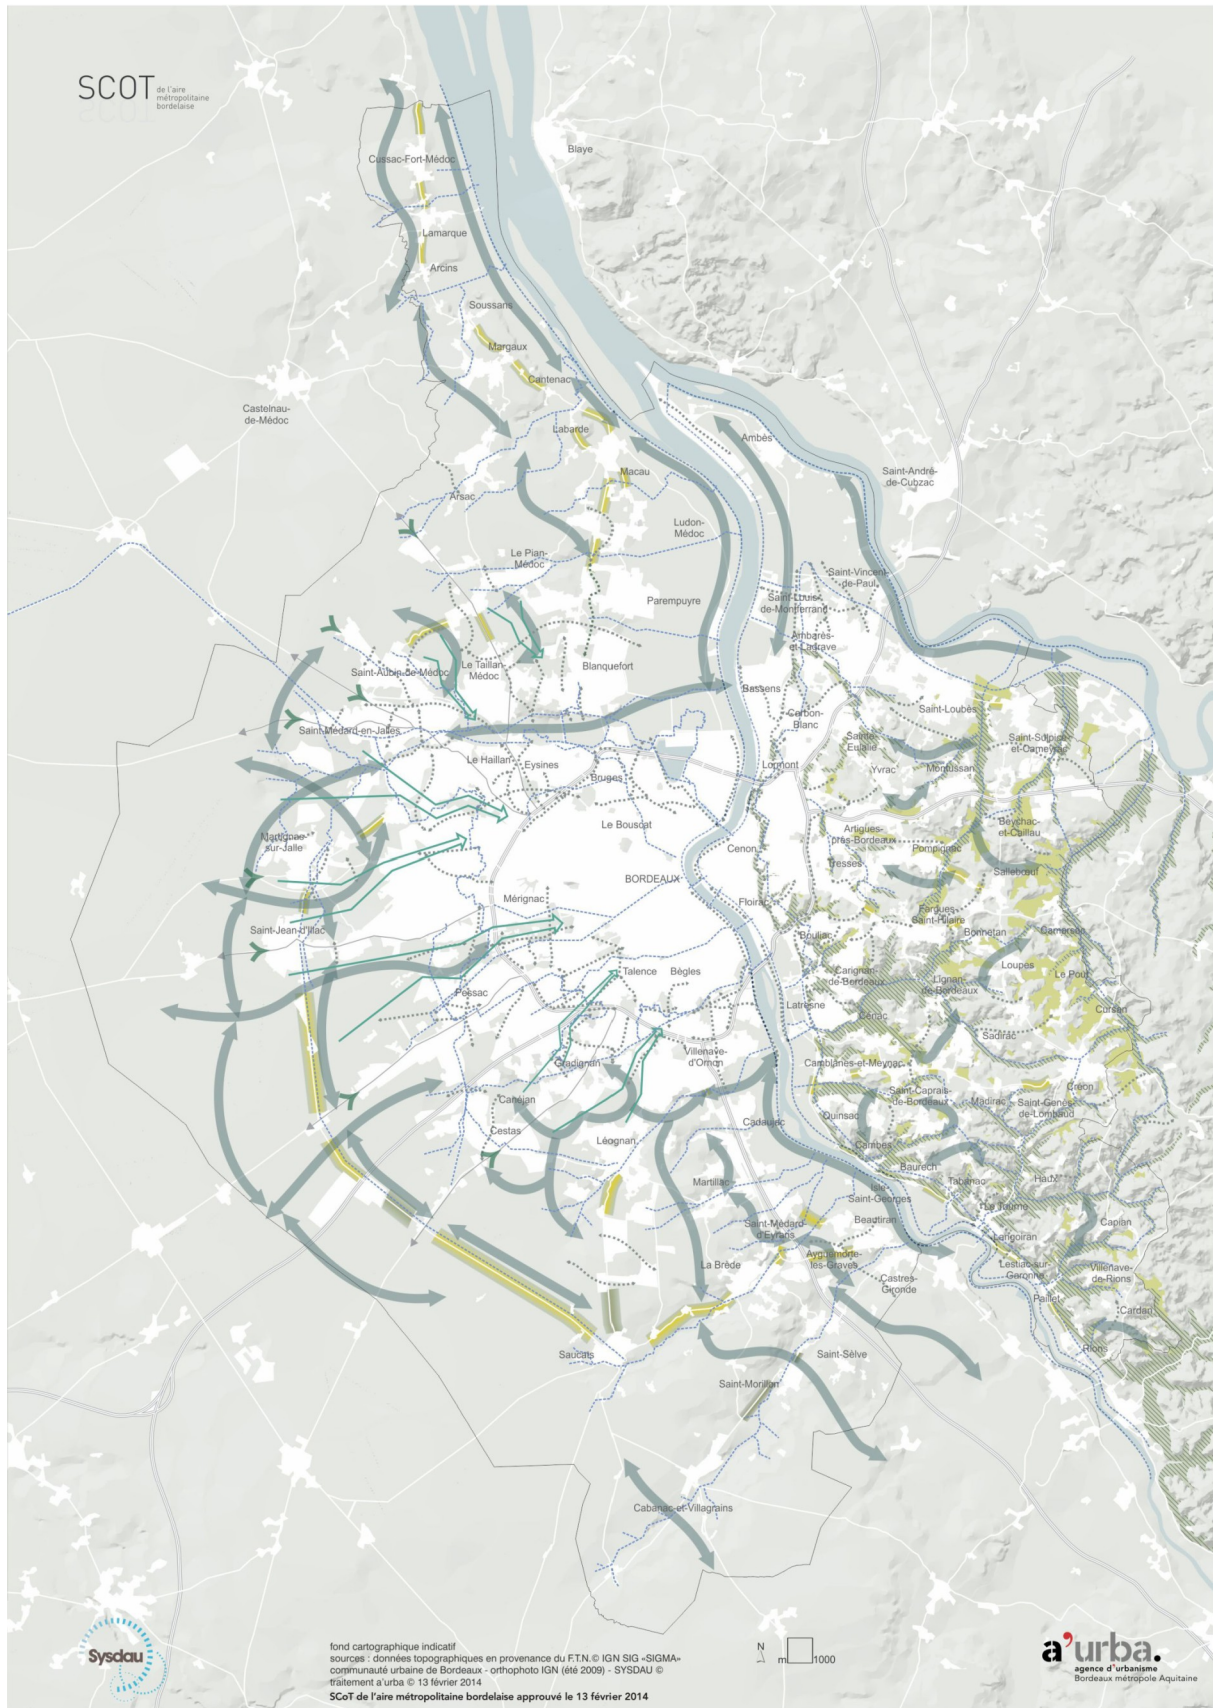 SCOT
de l'aire
métropolitaine
bordelaise
Blaye
Cussac-Fort-Médoc
Lamarque
Arcins
Soussans
Margaux
Cantenac
Castelnau-
de-Médoc
Labarde
Ambès
Macau
Saint-André-
de-Cubzac
Arsac
Ludon-
Médoc
Le Pian-
Médoc
Saint-Vincent-
de-Paul
Parempuyre
Saint-Louis-
de-Montferrand
Ambarès-
et-Lagrave
Saint-Aubin-de-Médoc
Le Taillan-
Médoc
Blanquefort
Bassens
Carbon-
Blanc
Saint-Loubès
Saint-Médard-en-Jalles
Sainte-
Eulalie
Saint-Sulpice-
et-Cameyrac
Le Haillan
Eysines
Bruges
Lormont
Yvrac
Montussan
Martignas-
sur-Jalle
Le Bouscat
Artigues-
près-Bordeaux
Beychac-
et-Caillau
Cenon
Pompignac
Tresses
Salleboeuf
BORDEAUX
Mérignac
Floirac
Fargues-
Saint-Hilaire
Saint-Jean-d'Illac
Bouliac
Bonnetan
Camarsac
Talence
Bègles
Carignan-
de-Bordeaux
Lignan-
de-Bordeaux
Loupes
Le Pout
Pessac
Latresne
Cénac
Cursan
Sadirac
Gradignan
Villenave-
d'Ornon
Camblanes-et-Meynac
Créon
Canéjan
Saint-Caprais-
de-Bordeaux
Madirac
Saint-Genès-
de-Lombaud
Cestas
Léognan
Cadaujac
Quinsac
Cambes
Baurech
Martillac
Isle-
Saint-Georges
Tabanac
Haux
Le Tourne
Saint-Médard-
d'Eyrans
Beautiran
Capian
Langoiran
La Brède
Ayguemorte-
les-Graves
Castres-
Gironde
Lestiac-sur-
Garonne
Villenave-
de-Rions
Paillet
Cardan
Rions
Saucats
Saint-Selve
Saint-Morillon
Cabanac-et-Villagrains
Sysdau
fond cartographique indicatif
sources : données topographiques en provenance du F.T.N.© IGN SIG «SIGMA»
communauté urbaine de Bordeaux - orthophoto IGN (été 2009) - SYSDAU ©
traitement a'urba © 13 février 2014
SCoT de l'aire métropolitaine bordelaise approuvé le 13 février 2014
N
m 1000
a'urba.
agence d'urbanisme
Bordeaux métropole Aquitaine